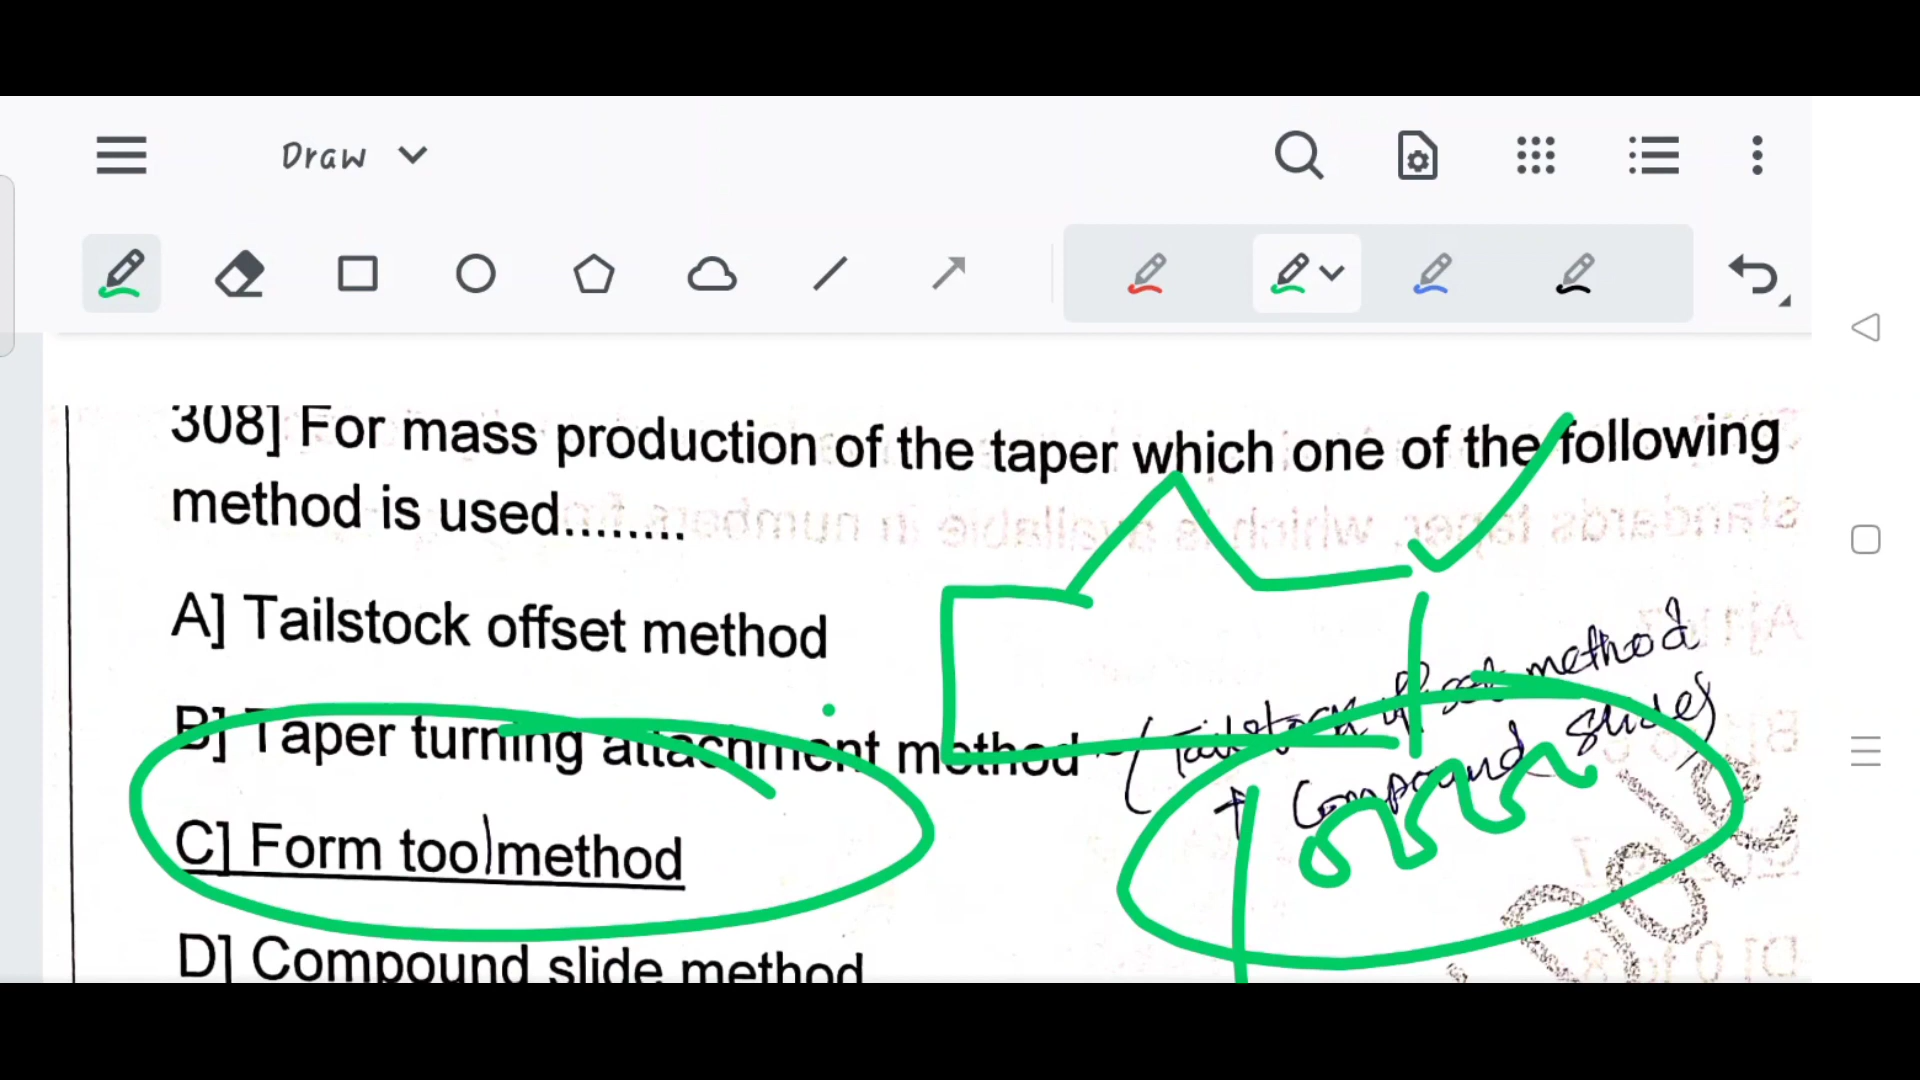 Draw
308] For mass production of the taper which one of the following
method is used........
A] Tailstock offset method
B] Taper turning attachment method
(Tailstock offset method
+ Compound slides
C] Form tool method
D] Compound slide method